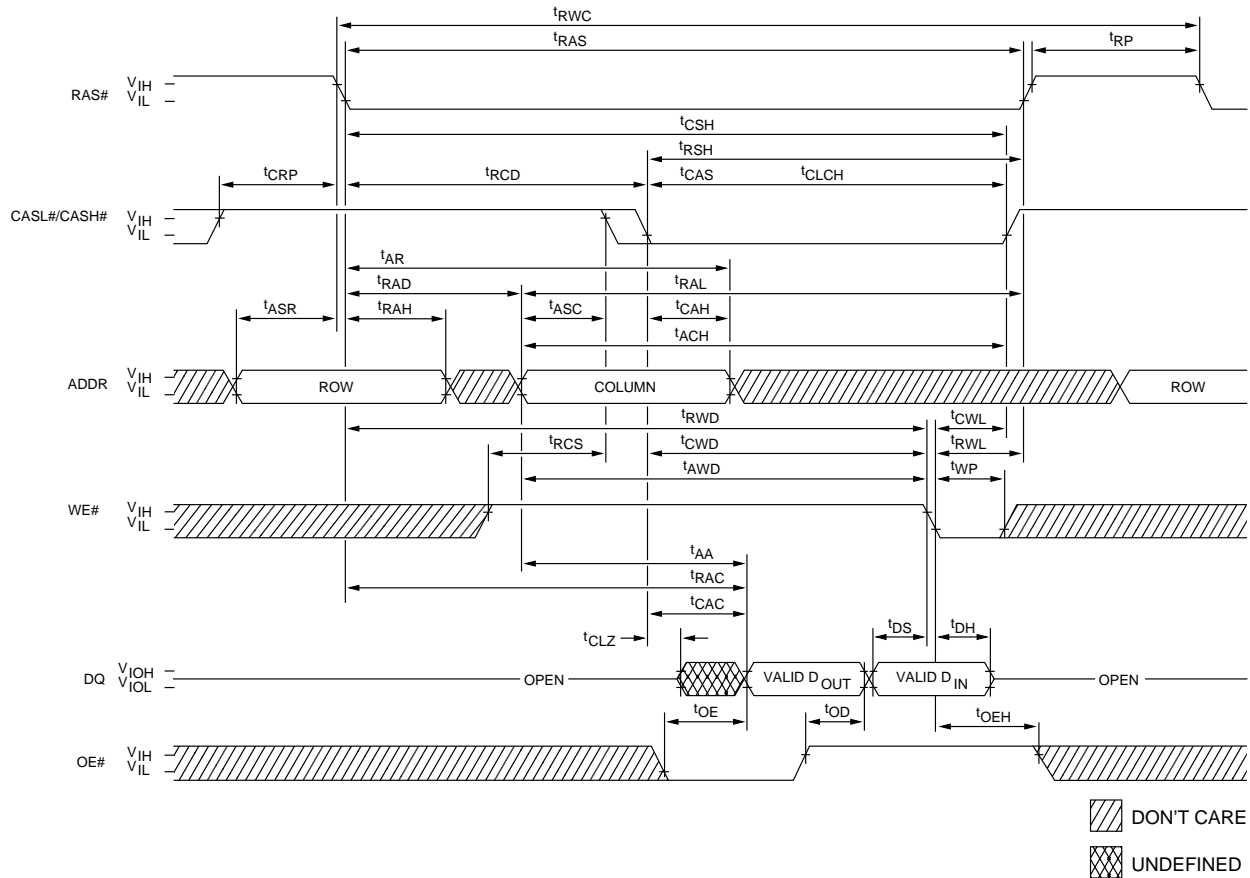 tRWC
tRAS
tRP
RAS#
VIH
VIL
tCSH
tRSH
tCRP
tRCD
tCAS
tCLCH
CASL#/CASH#
VIH
VIL
tAR
tRAD
tRAL
tASR
tRAH
tASC
tCAH
tACH
ADDR
VIH
VIL
ROW
COLUMN
ROW
tRWD
tCWL
tRCS
tCWD
tRWL
tAWD
tWP
WE#
VIH
VIL
tAA
tRAC
tCAC
tCLZ
tDS
tDH
DQ
VIOH
VIOL
OPEN
VALID DOUT
VALID DIN
OPEN
tOE
tOD
tOEH
OE#
VIH
VIL
DON'T CARE
UNDEFINED